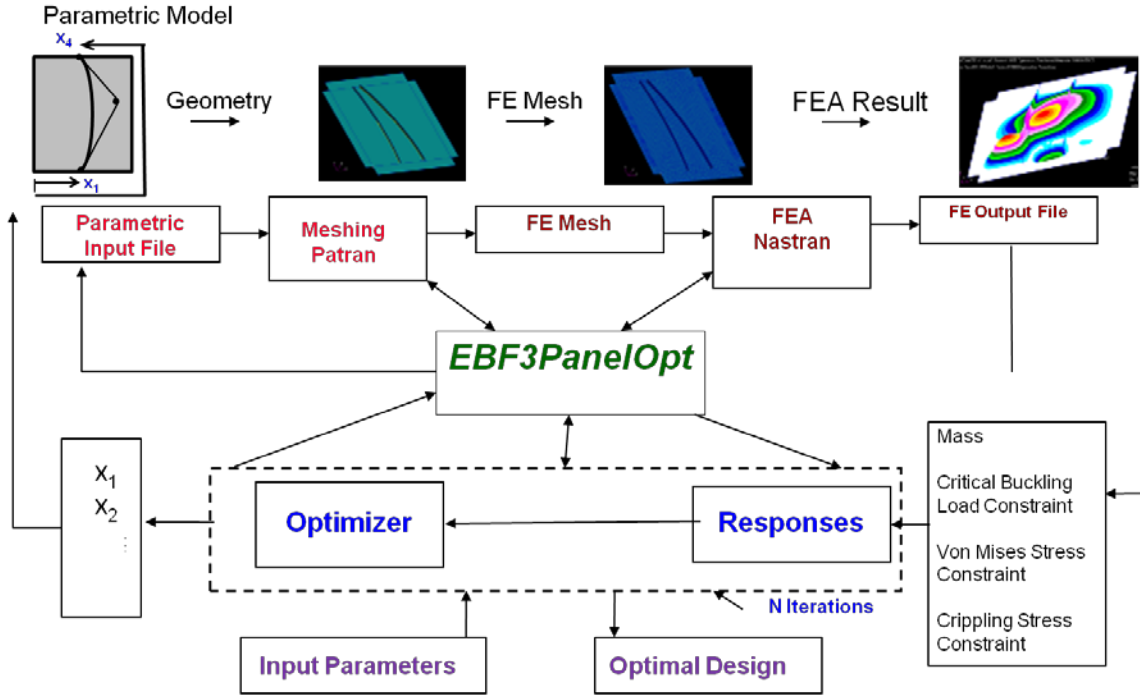 Parametric Model
x4
x1
Geometry
FE Mesh
FEA Result
Parametric
Input File
Meshing
Patran
FE Mesh
FEA
Nastran
FE Output File
EBF3PanelOpt
X1
X2
:
Optimizer
Responses
Mass
Critical Buckling
Load Constraint
Von Mises Stress
Constraint
Crippling Stress
Constraint
N Iterations
Input Parameters
Optimal Design